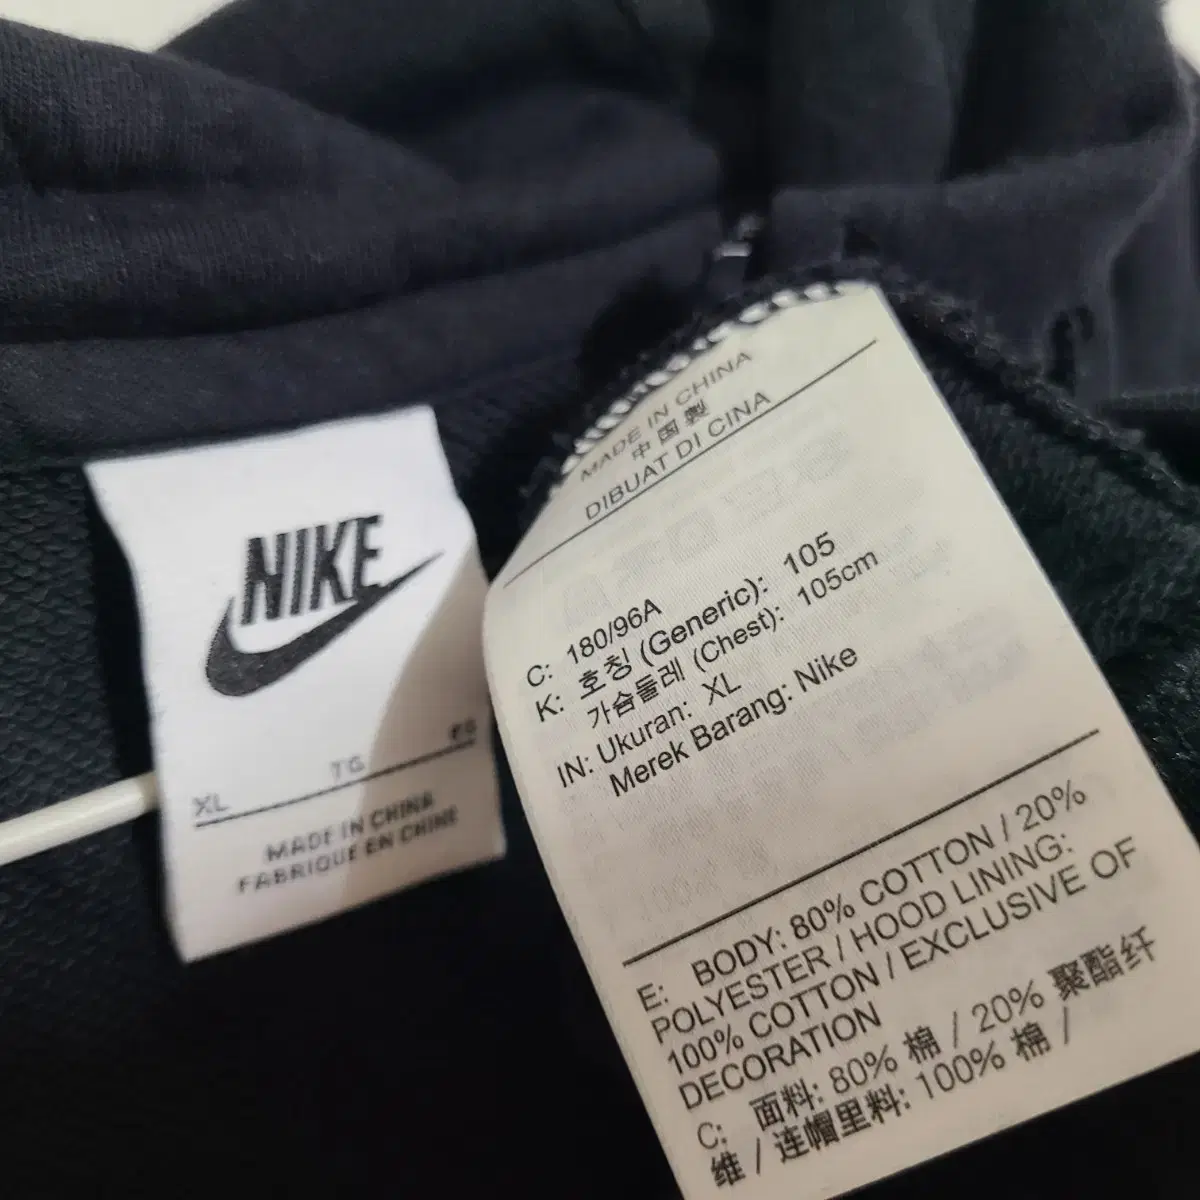 NIKE
XL TG EG
MADE IN CHINA
FABRIQUE EN CHINE
MADE IN CHINA
中国製
DIBUAT DI CINA
C: 180/96A
K: 호칭 (Generic): 105
가슴둘레 (Chest): 105cm
IN: Ukuran: XL
Merek Barang: Nike
E: BODY: 80% COTTON / 20%
POLYESTER / HOOD LINING:
100% COTTON / EXCLUSIVE OF
DECORATION
C: 面料: 80% 棉 / 20% 聚酯纤
维 / 连帽里料: 100% 棉 /